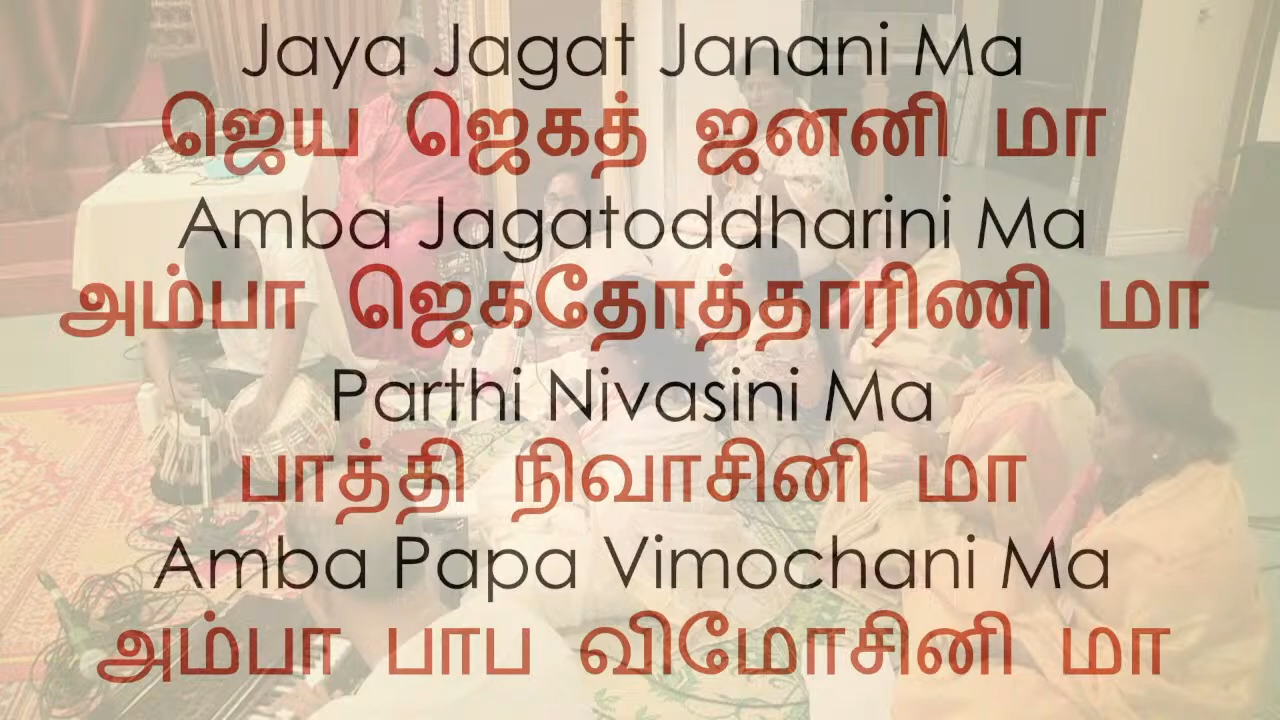 Jaya Jagat Janani Ma
ஜெய ஜெகத் ஜனனி மா
Amba Jagatoddharini Ma
அம்பா ஜெகதோத்தாரிணி மா
Parthi Nivasini Ma
பாத்தி நிவாசினி மா
Amba Papa Vimochani Ma
அம்பா பாப விமோசினி மா